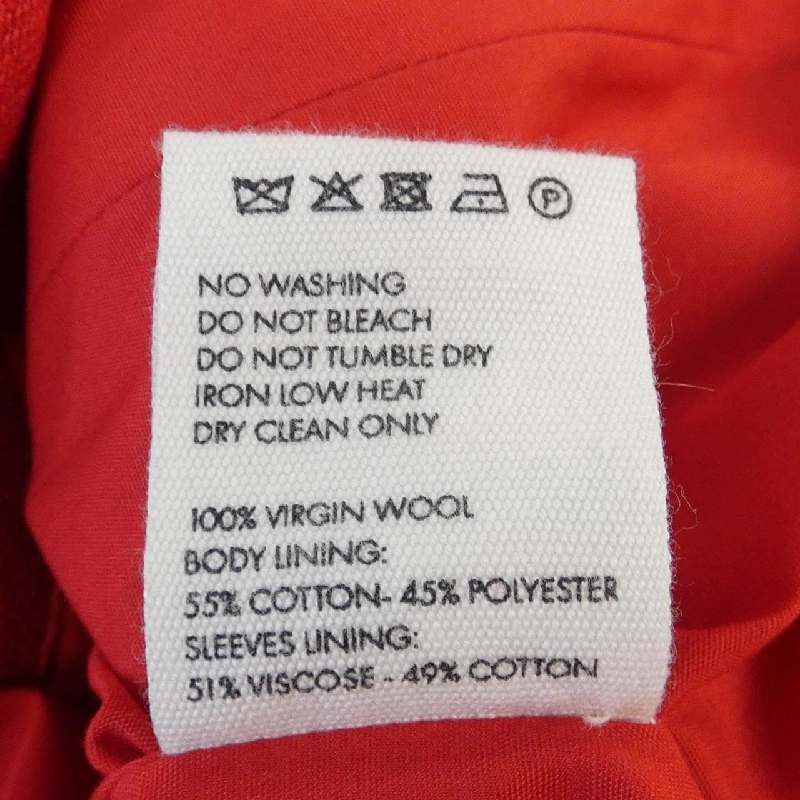 P
NO WASHING
DO NOT BLEACH
DO NOT TUMBLE DRY
IRON LOW HEAT
DRY CLEAN ONLY
100% VIRGIN WOOL
BODY LINING:
55% COTTON- 45% POLYESTER
SLEEVES LINING:
51% VISCOSE - 49% COTTON